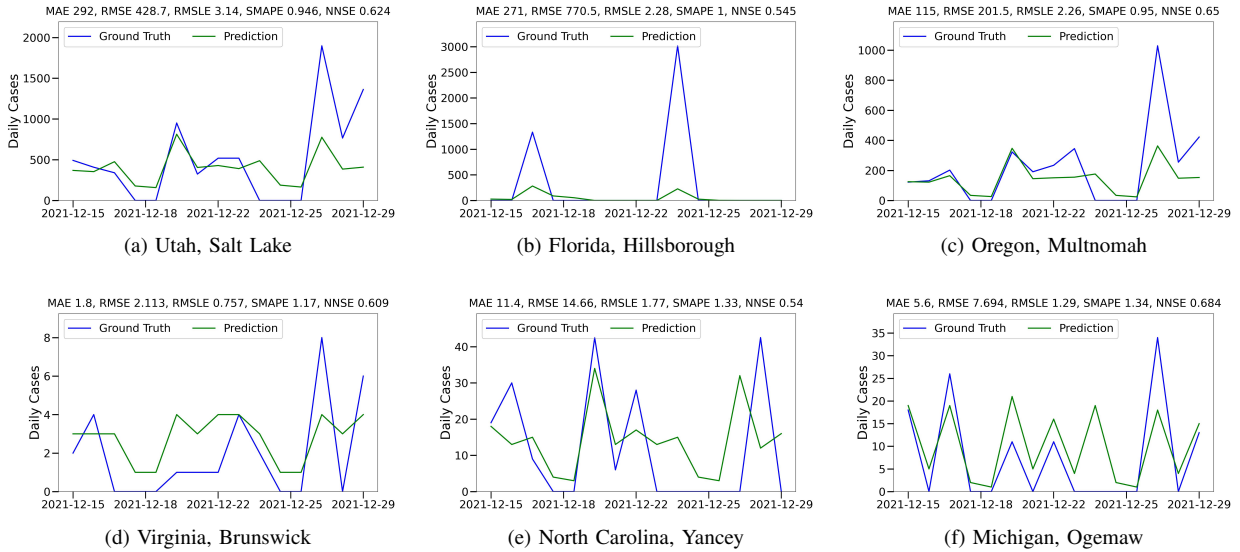 MAE 292, RMSE 428.7, RMSLE 3.14, SMAPE 0.946, NNSE 0.624
Ground Truth Prediction
Daily Cases
2000
1500
1000
500
0
2021-12-15 2021-12-18 2021-12-22 2021-12-25 2021-12-29
(a) Utah, Salt Lake
MAE 271, RMSE 770.5, RMSLE 2.28, SMAPE 1, NNSE 0.545
Ground Truth Prediction
Daily Cases
3000
2500
2000
1500
1000
500
0
2021-12-15 2021-12-18 2021-12-22 2021-12-25 2021-12-29
(b) Florida, Hillsborough
MAE 115, RMSE 201.5, RMSLE 2.26, SMAPE 0.95, NNSE 0.65
Ground Truth Prediction
Daily Cases
1000
800
600
400
200
0
2021-12-15 2021-12-18 2021-12-22 2021-12-25 2021-12-29
(c) Oregon, Multnomah
MAE 1.8, RMSE 2.113, RMSLE 0.757, SMAPE 1.17, NNSE 0.609
Ground Truth Prediction
Daily Cases
8
6
4
2
0
2021-12-15 2021-12-18 2021-12-22 2021-12-25 2021-12-29
(d) Virginia, Brunswick
MAE 11.4, RMSE 14.66, RMSLE 1.77, SMAPE 1.33, NNSE 0.54
Ground Truth Prediction
Daily Cases
40
30
20
10
0
2021-12-15 2021-12-18 2021-12-22 2021-12-25 2021-12-29
(e) North Carolina, Yancey
MAE 5.6, RMSE 7.694, RMSLE 1.29, SMAPE 1.34, NNSE 0.684
Ground Truth Prediction
Daily Cases
35
30
25
20
15
10
5
0
2021-12-15 2021-12-18 2021-12-22 2021-12-25 2021-12-29
(f) Michigan, Ogemaw